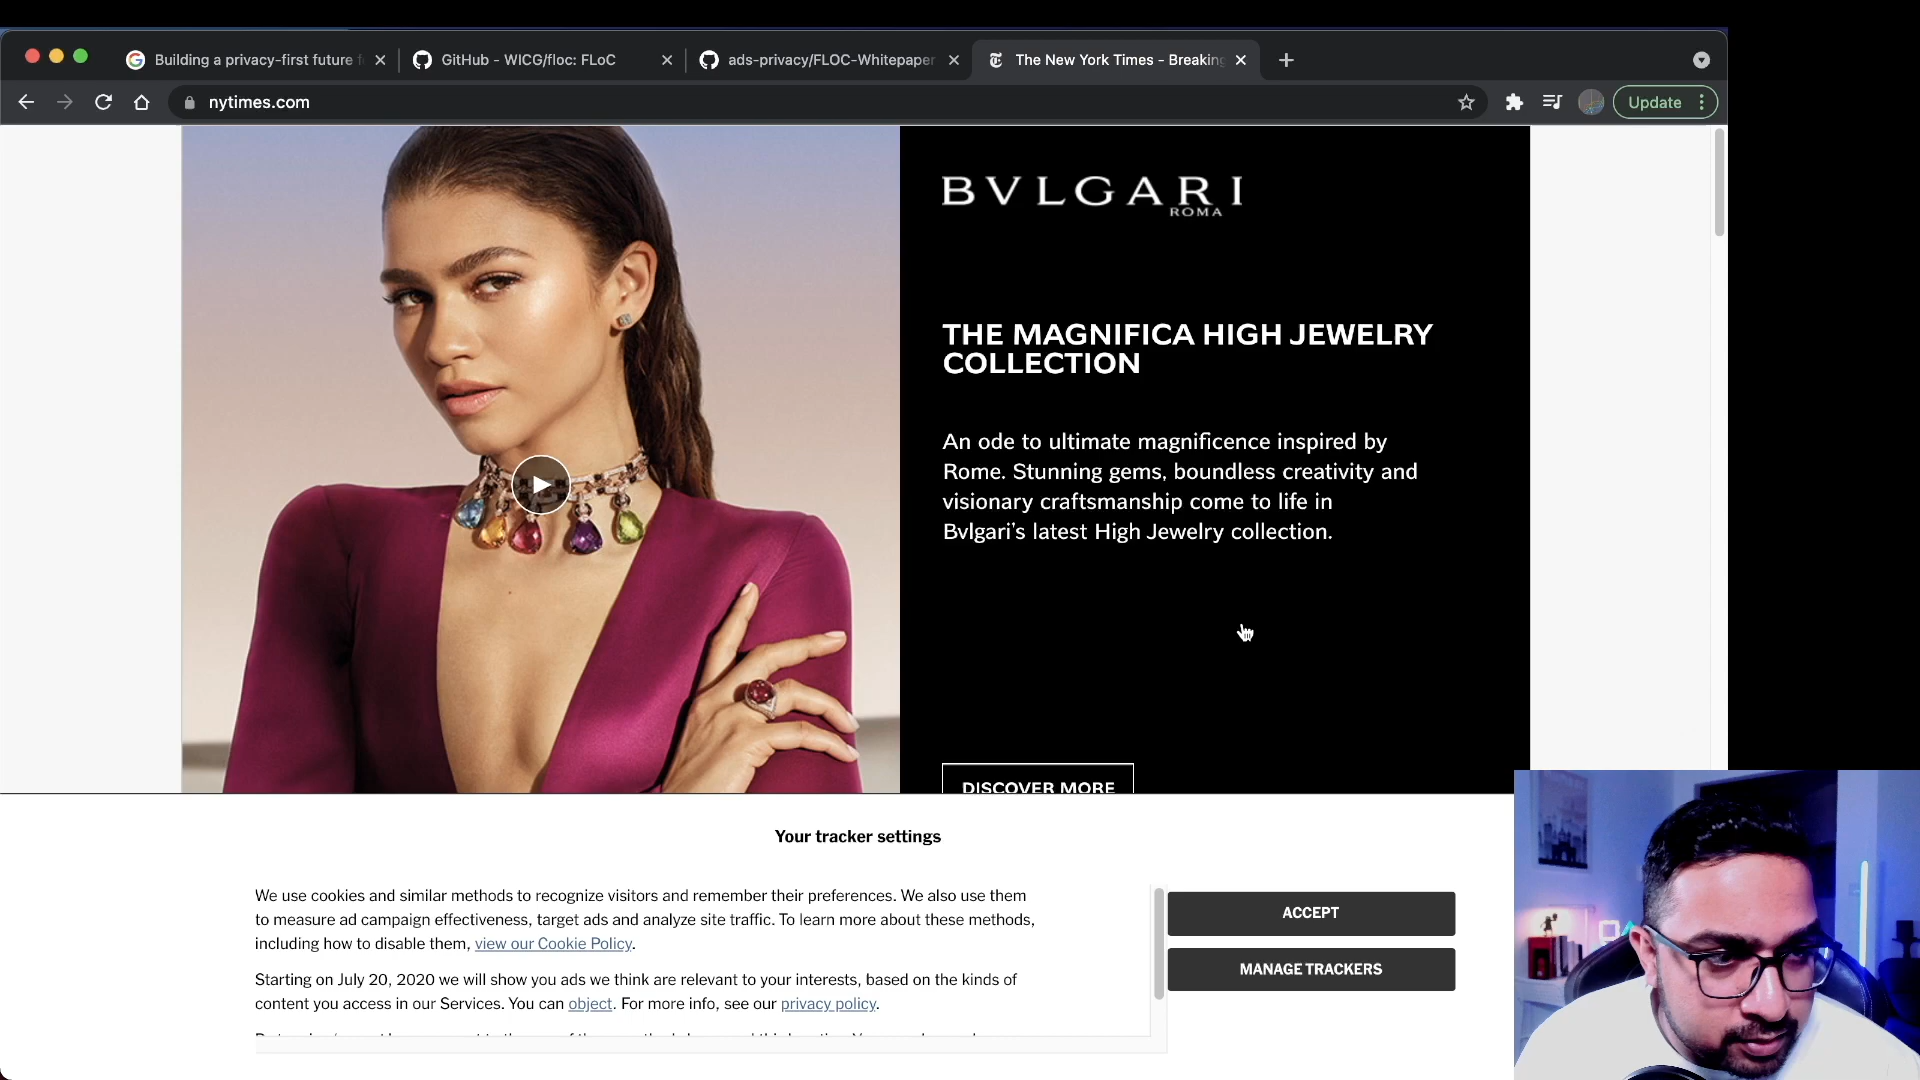 Building a privacy-first future f
GitHub - WICG/floc: FLoC
ads-privacy/FLOC-Whitepaper
The New York Times - Breaking
nytimes.com
Update
BVLGARI
ROMA
THE MAGNIFICA HIGH JEWELRY
COLLECTION
An ode to ultimate magnificence inspired by
Rome. Stunning gems, boundless creativity and
visionary craftsmanship come to life in
Bvlgari's latest High Jewelry collection.
DISCOVER MORE
Your tracker settings
We use cookies and similar methods to recognize visitors and remember their preferences. We also use them
to measure ad campaign effectiveness, target ads and analyze site traffic. To learn more about these methods,
including how to disable them, view our Cookie Policy.
Starting on July 20, 2020 we will show you ads we think are relevant to your interests, based on the kinds of
content you access in our Services. You can object. For more info, see our privacy policy.
ACCEPT
MANAGE TRACKERS